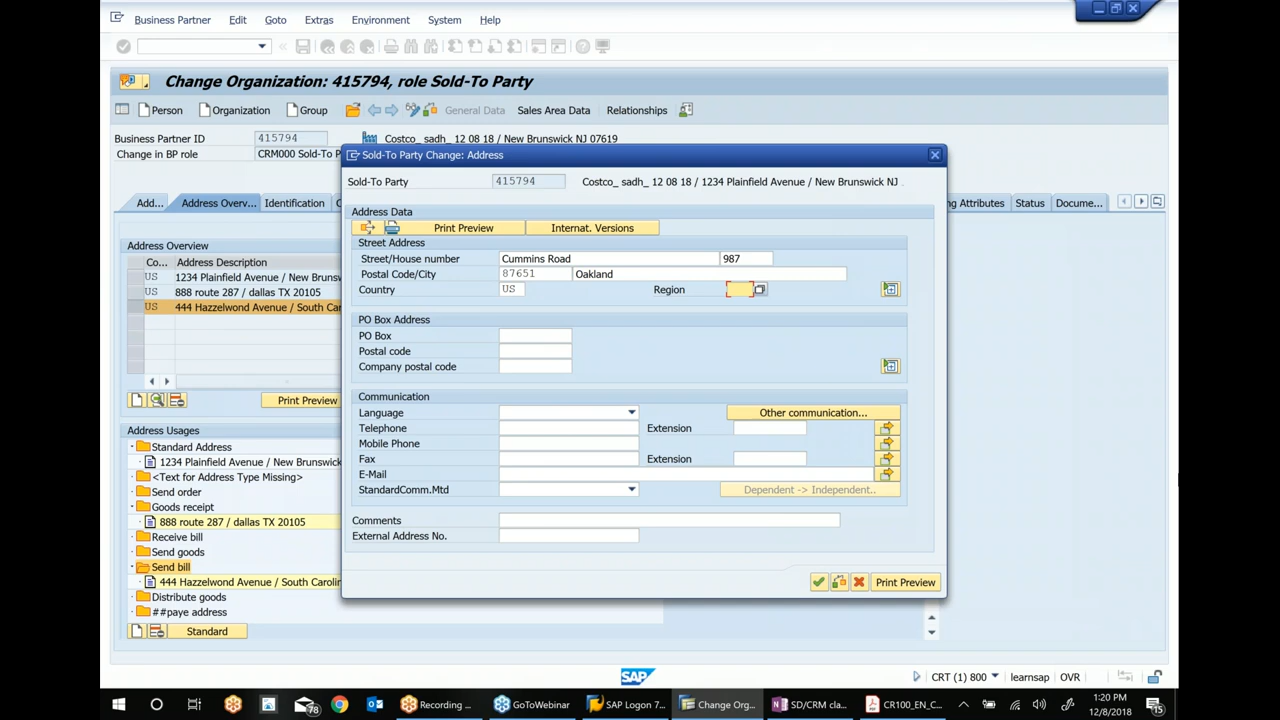 Business Partner Edit Goto Extras Environment System Help
Change Organization: 415794, role Sold-To Party
Person Organization Group General Data Sales Area Data Relationships
Business Partner ID 415794 Costco_ sadh_ 12 08 18 / New Brunswick NJ 07619
Change in BP role CRM000 Sold-To P
Sold-To Party Change: Address
Sold-To Party 415794 Costco_ sadh_ 12 08 18 / 1234 Plainfield Avenue / New Brunswick NJ
Add... Address Overv... Identification ng Attributes Status Docume...
Address Data
Print Preview Internat. Versions
Street Address
Street/House number Cummins Road 987
Postal Code/City 87651 Oakland
Country US Region
PO Box Address
PO Box
Postal code
Company postal code
Communication
Language Other communication...
Telephone Extension
Mobile Phone
Fax Extension
E-Mail
StandardComm.Mtd Dependent -> Independent..
Comments
External Address No.
Print Preview
Address Overview
Co... Address Description
US 1234 Plainfield Avenue / New Brunsw
US 888 route 287 / dallas TX 20105
US 444 Hazzelwond Avenue / South Car
Print Preview
Address Usages
Standard Address
1234 Plainfield Avenue / New Brunswick
<Text for Address Type Missing>
Send order
Goods receipt
888 route 287 / dallas TX 20105
Receive bill
Send goods
Send bill
444 Hazzelwond Avenue / South Carolin
Distribute goods
##paye address
Standard
SAP CRT (1) 800 learnsap OVR
78 Recording ... GoToWebinar SAP Logon 7... Change Org... SD/CRM cla... CR100_EN_C... 1:20 PM
12/8/2018 15